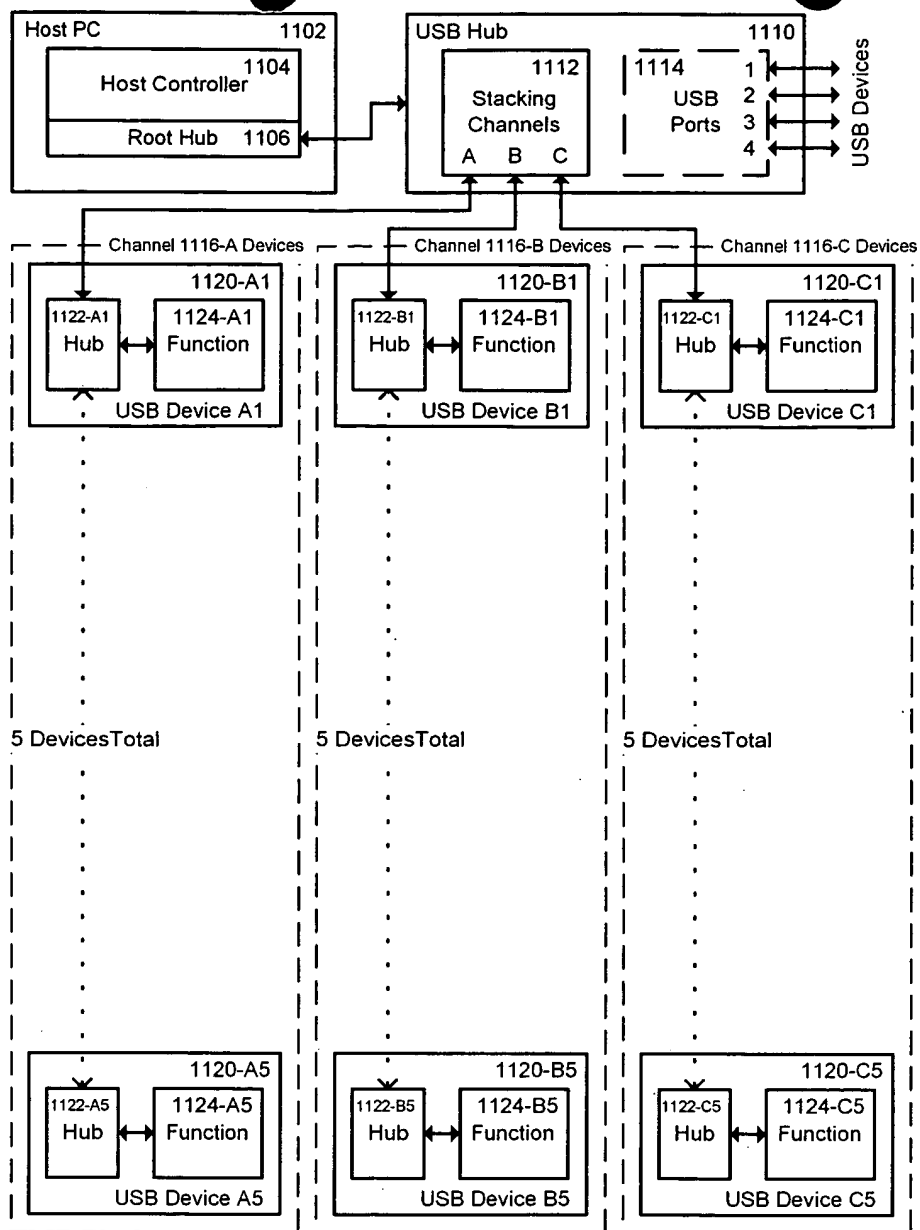 Host PC 1102
1104
Host Controller
Root Hub 1106
USB Hub 1110
1112
Stacking
Channels
A B C
1114
USB
Ports
1
2
3
4
USB Devices
Channel 1116-A Devices
1120-A1
1122-A1
Hub
1124-A1
Function
USB Device A1
5 DevicesTotal
1120-A5
1122-A5
Hub
1124-A5
Function
USB Device A5
Channel 1116-B Devices
1120-B1
1122-B1
Hub
1124-B1
Function
USB Device B1
5 DevicesTotal
1120-B5
1122-B5
Hub
1124-B5
Function
USB Device B5
Channel 1116-C Devices
1120-C1
1122-C1
Hub
1124-C1
Function
USB Device C1
5 DevicesTotal
1120-C5
1122-C5
Hub
1124-C5
Function
USB Device C5